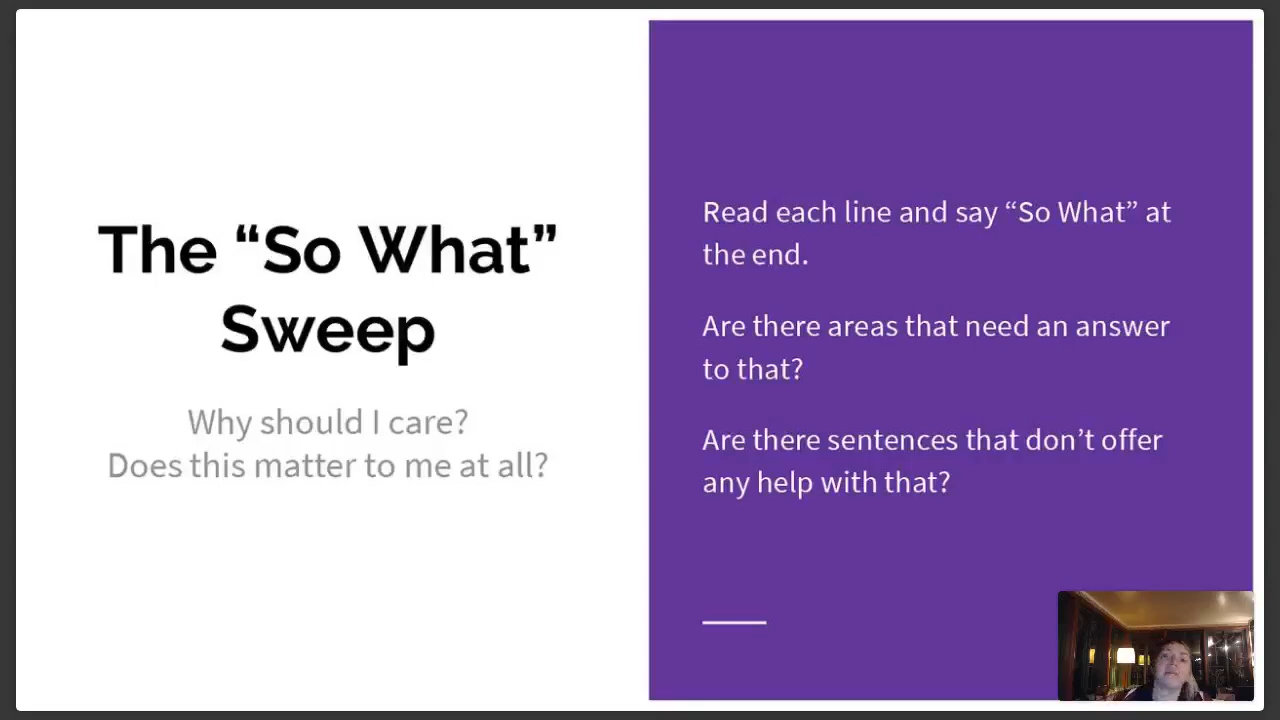 The “So What”
Sweep
Why should I care?
Does this matter to me at all?
Read each line and say “So What” at
the end.
Are there areas that need an answer
to that?
Are there sentences that don’t offer
any help with that?